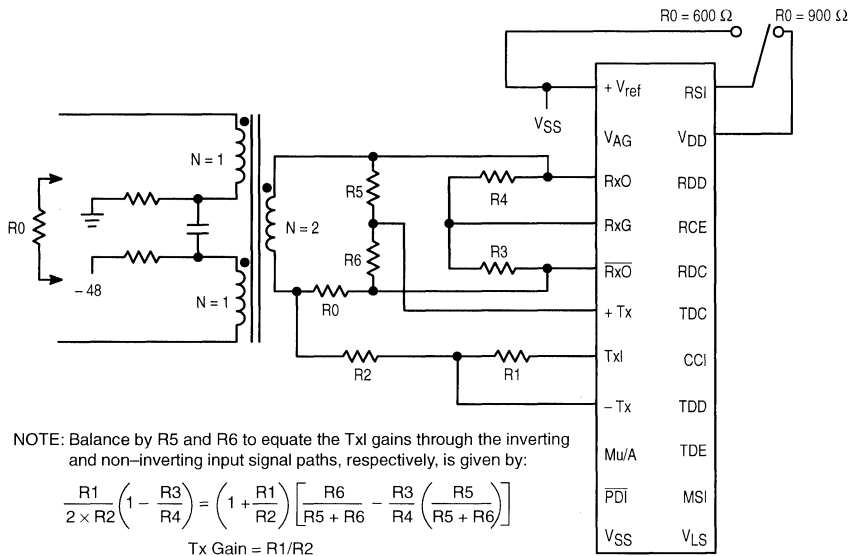 R0 = 600 Ω
R0 = 900 Ω
+ Vref
RSI
VSS
VAG
VDD
N = 1
RxO
RDD
R5
R4
RxG
RCE
R0
N = 2
R6
R3
RxO
RDC
– 48
N = 1
R0
+ Tx
TDC
TxI
CCI
R2
R1
– Tx
TDD
NOTE: Balance by R5 and R6 to equate the TxI gains through the inverting
and non–inverting input signal paths, respectively, is given by:
Mu/A
TDE
R1 / 2 × R2 (1 – R3 / R4) = (1 + R1 / R2) [R6 / R5 + R6 – R3 / R4 (R5 / R5 + R6)]
PDI
MSI
Tx Gain = R1/R2
VSS
VLS